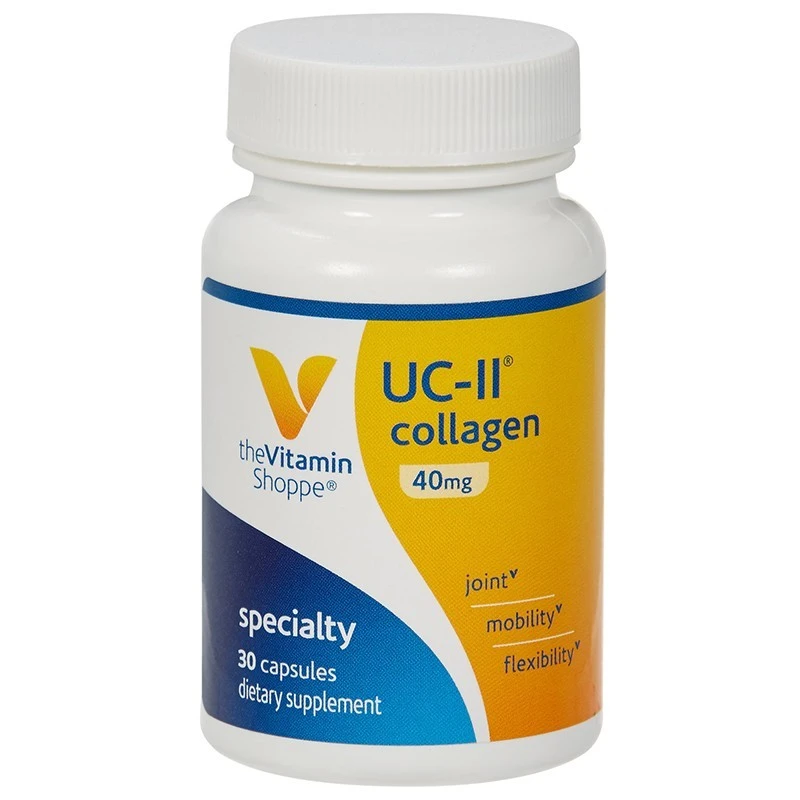 theVitamin
Shoppe®
UC-II®
collagen
40mg
joint
mobility
flexibility
specialty
30 capsules
dietary supplement